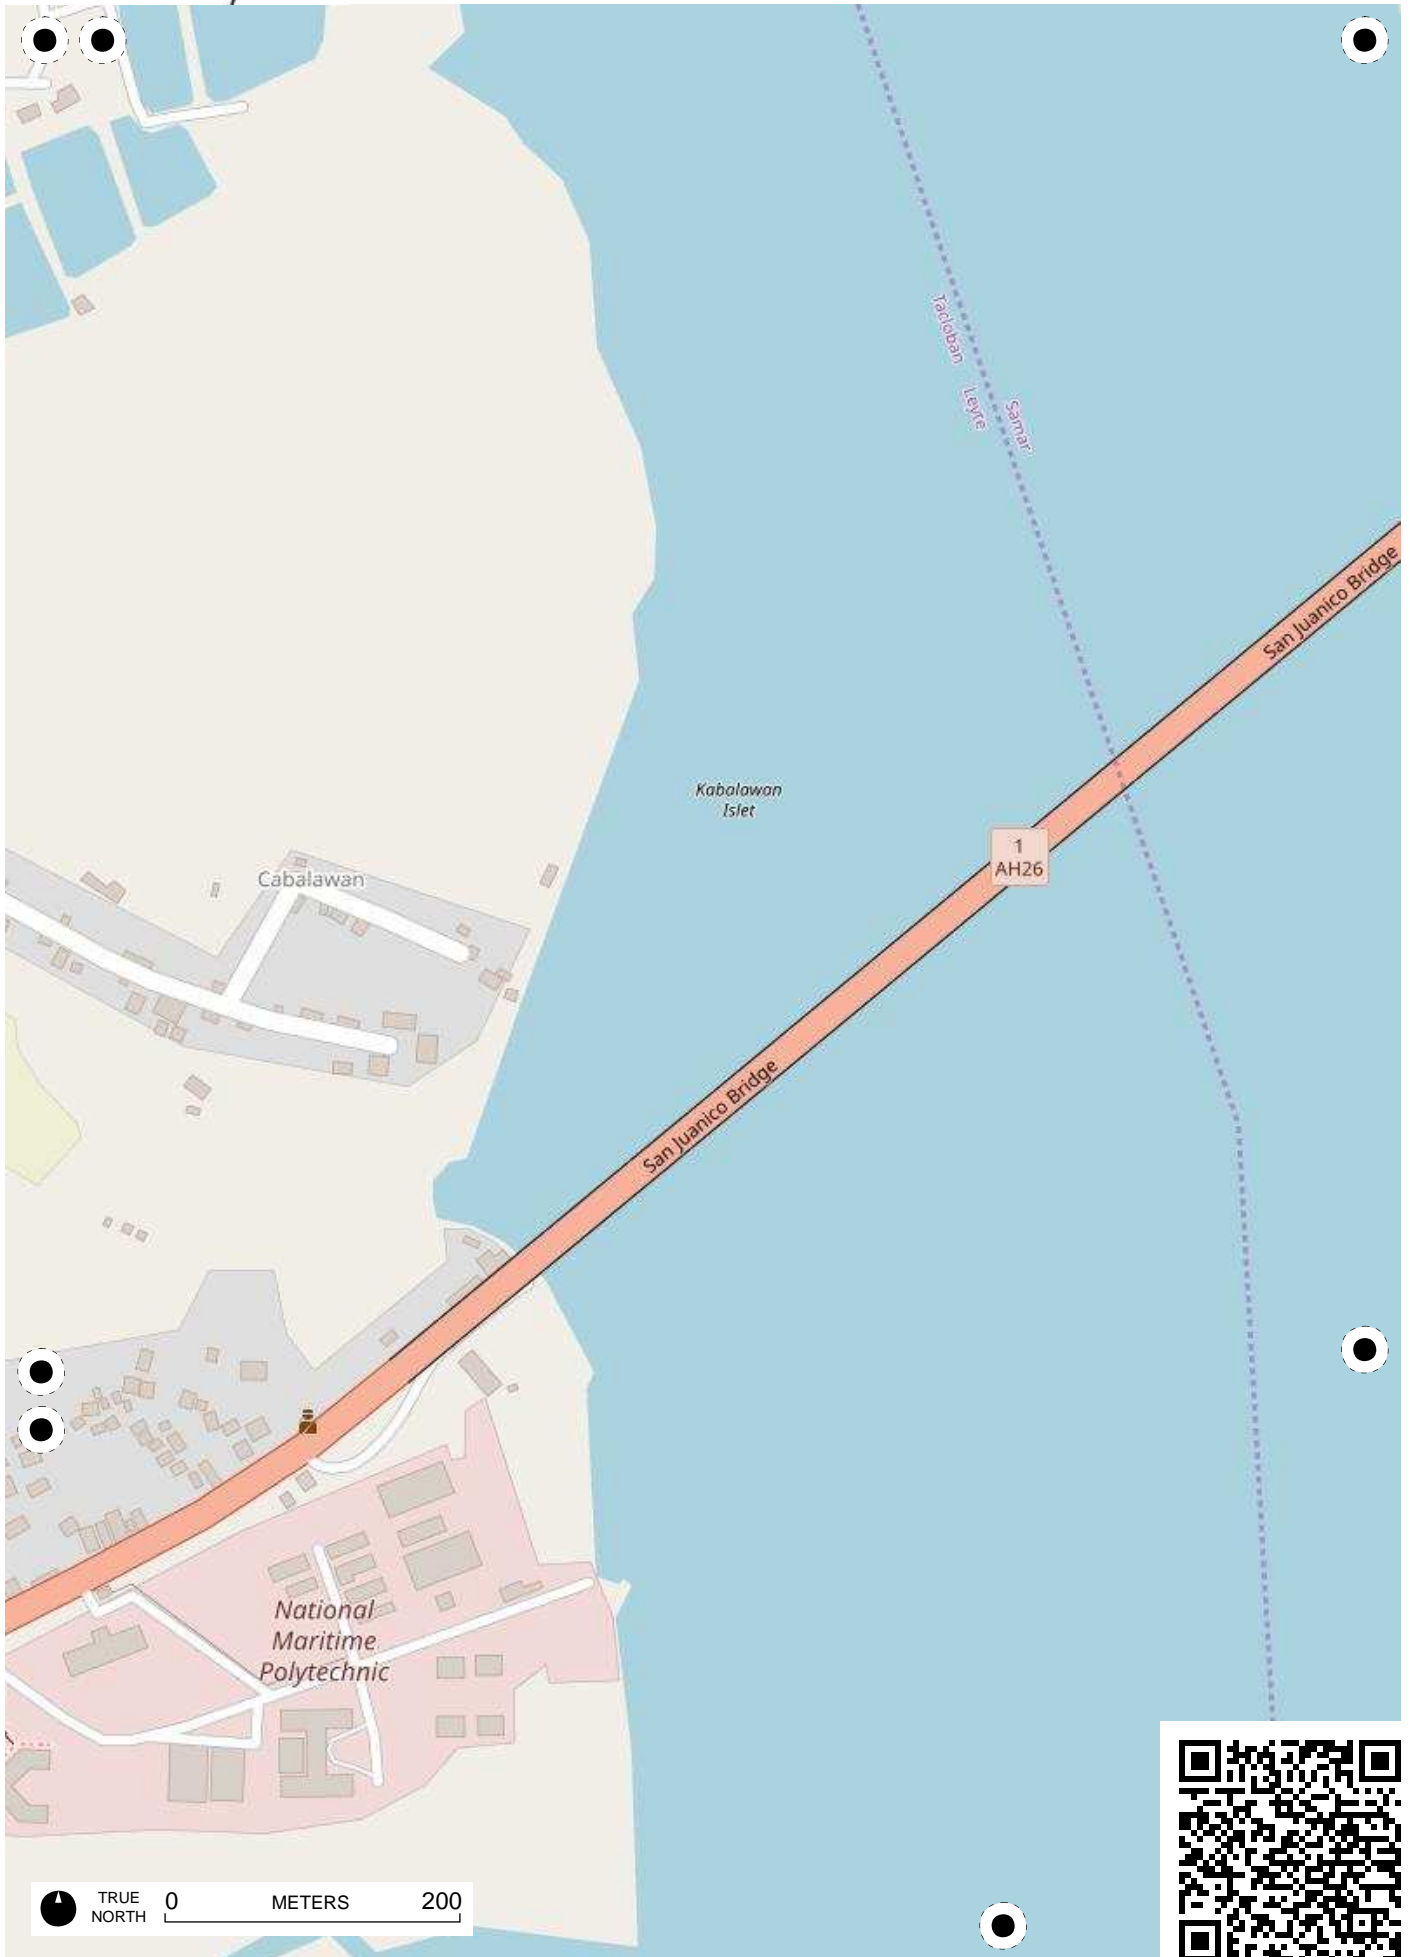 Tacloban
Leyte
Samar
San Juanico Bridge
Kabalawan
Islet
1
AH26
Cabalawan
San Juanico Bridge
National
Maritime
Polytechnic
TRUE
NORTH
0 METERS 200